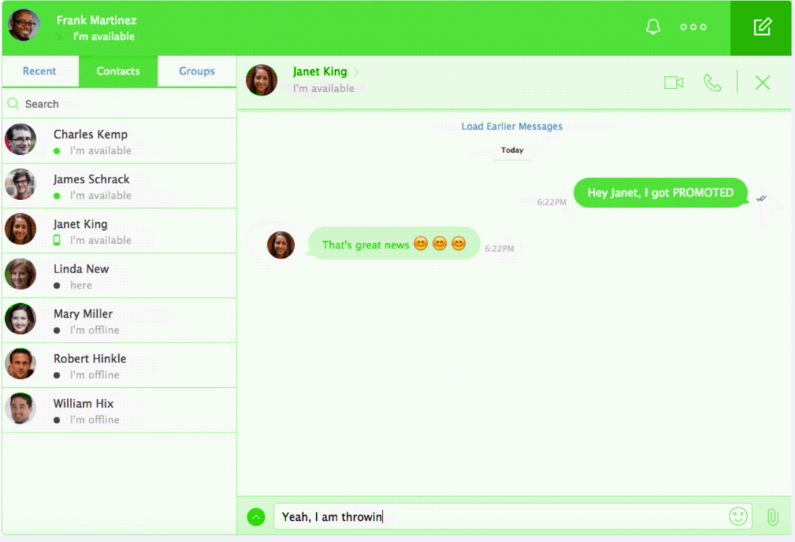 Frank Martinez
I'm available
Recent
Contacts
Groups
Search
Charles Kemp
I'm available
James Schrack
I'm available
Janet King
I'm available
Linda New
here
Mary Miller
I'm offline
Robert Hinkle
I'm offline
William Hix
I'm offline
Janet King
I'm available
Load Earlier Messages
Today
6:22PM
Hey Janet, I got PROMOTED
That's great news 😊 😊 😊
6:22PM
Yeah, I am throwin